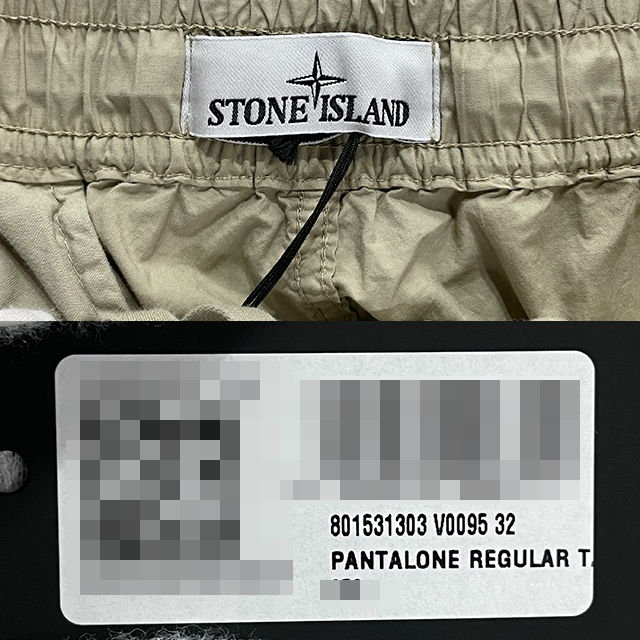 STONE ISLAND
801531303 V0095 32
PANTALONE REGULAR